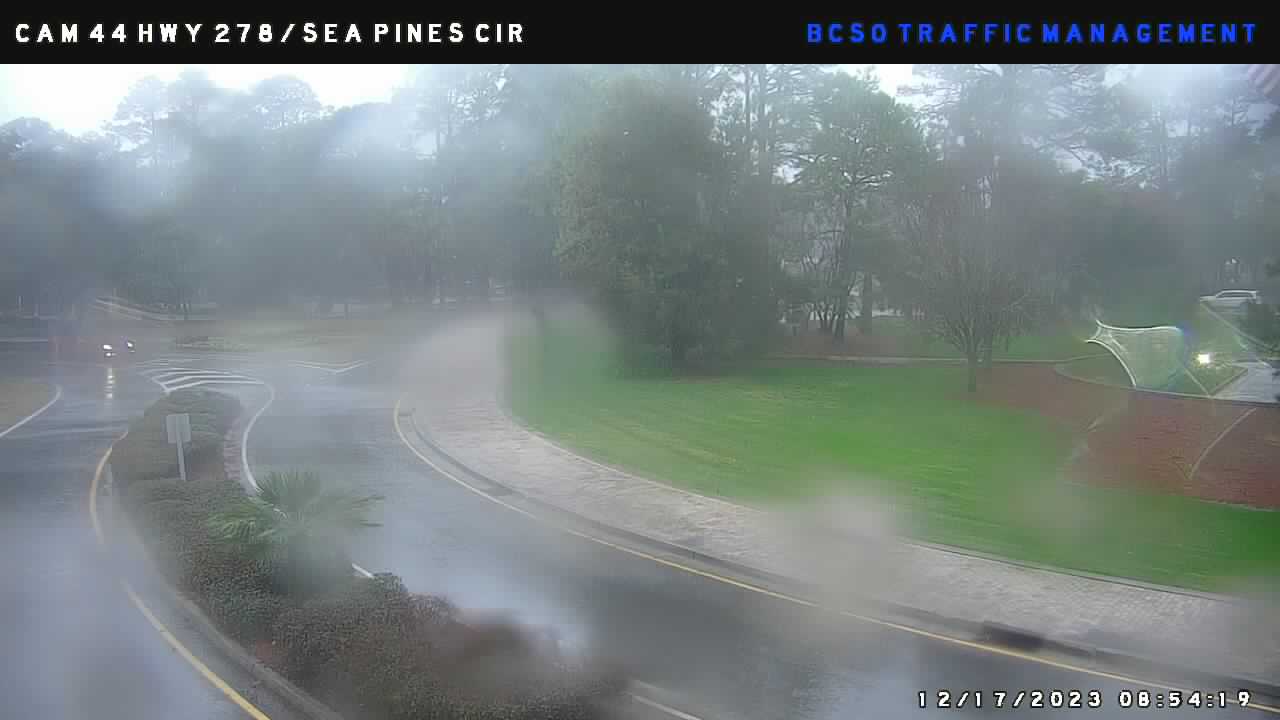 CAM 44 HWY 278/SEA PINES CIR
BCSO TRAFFIC MANAGEMENT
12/17/2023 08:54:19